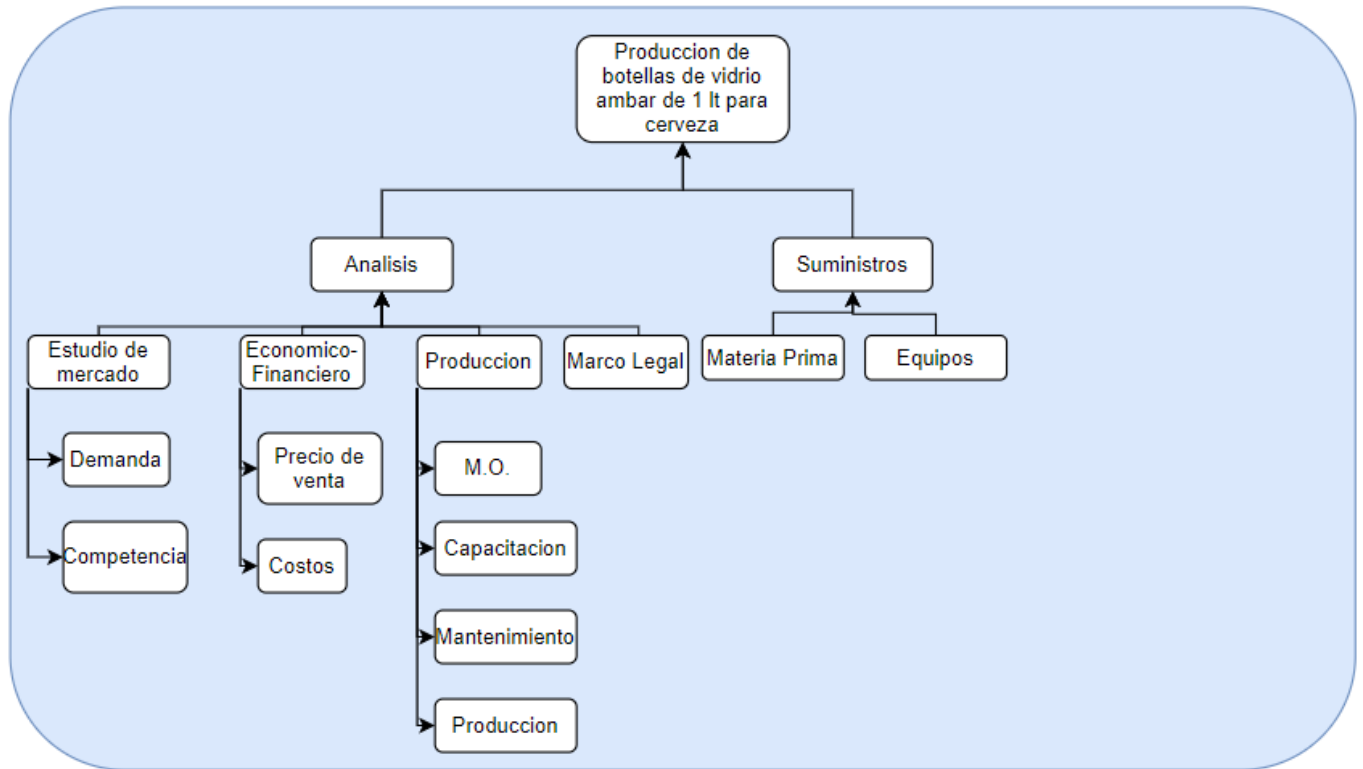 Produccion de
botellas de vidrio
ambar de 1 lt para
cerveza
Analisis
Suministros
Estudio de
mercado
Economico-
Financiero
Produccion
Marco Legal
Materia Prima
Equipos
Demanda
Precio de
venta
M.O.
Competencia
Costos
Capacitacion
Mantenimiento
Produccion